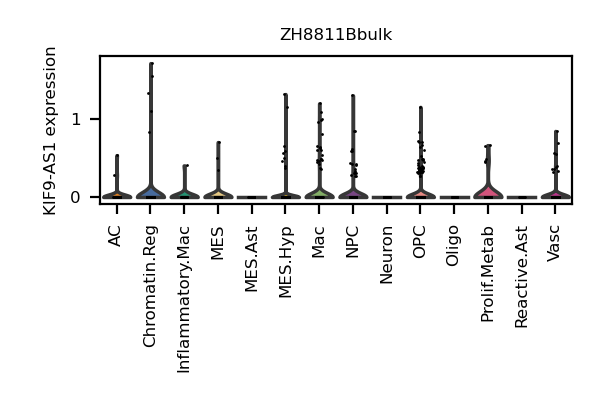 ZH8811Bbulk
KIF9-AS1 expression
1
0
AC
Chromatin.Reg
Inflammatory.Mac
MES
MES.Ast
MES.Hyp
Mac
NPC
Neuron
OPC
Oligo
Prolif.Metab
Reactive.Ast
Vasc